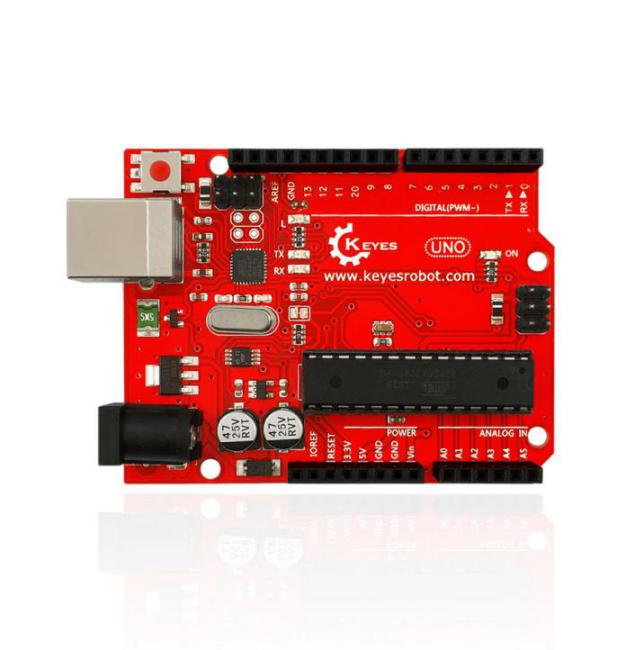 AREF
GND
13
12
11
20
9
8
7
6
5
4
3
2
TX ▶ 1
RX ▶ 0
DIGITAL(PWM~)
L
TX
RX
KEYES
UNO
ON
www.keyesrobot.com
5KS
47
25V
RVT
47
25V
RVT
IOREF
RESET
3.3V
5V
GND
GND
Vin
POWER
ANALOG IN
A0
A1
A2
A3
A4
A5